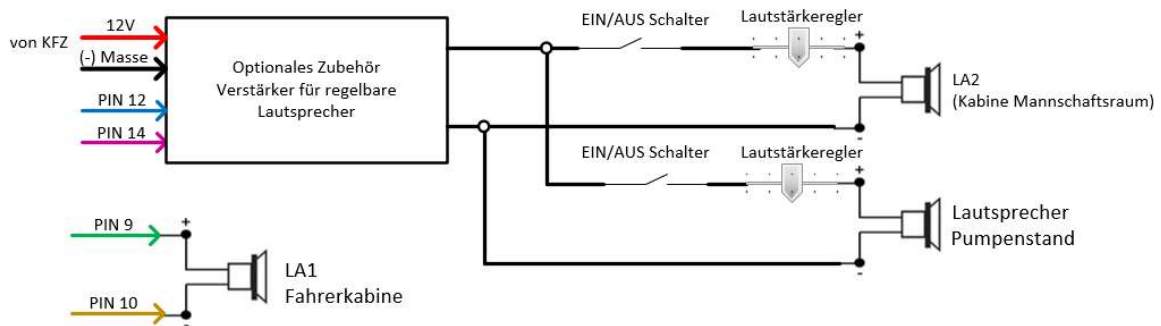 12V
von KFZ
(-) Masse
PIN 12
PIN 14
Optionales Zubehör
Verstärker für regelbare
Lautsprecher
EIN/AUS Schalter
Lautstärkeregler
+
-
LA2
(Kabine Mannschaftsraum)
EIN/AUS Schalter
Lautstärkeregler
+
-
Lautsprecher
Pumpenstand
PIN 9
PIN 10
+
-
LA1
Fahrerkabine